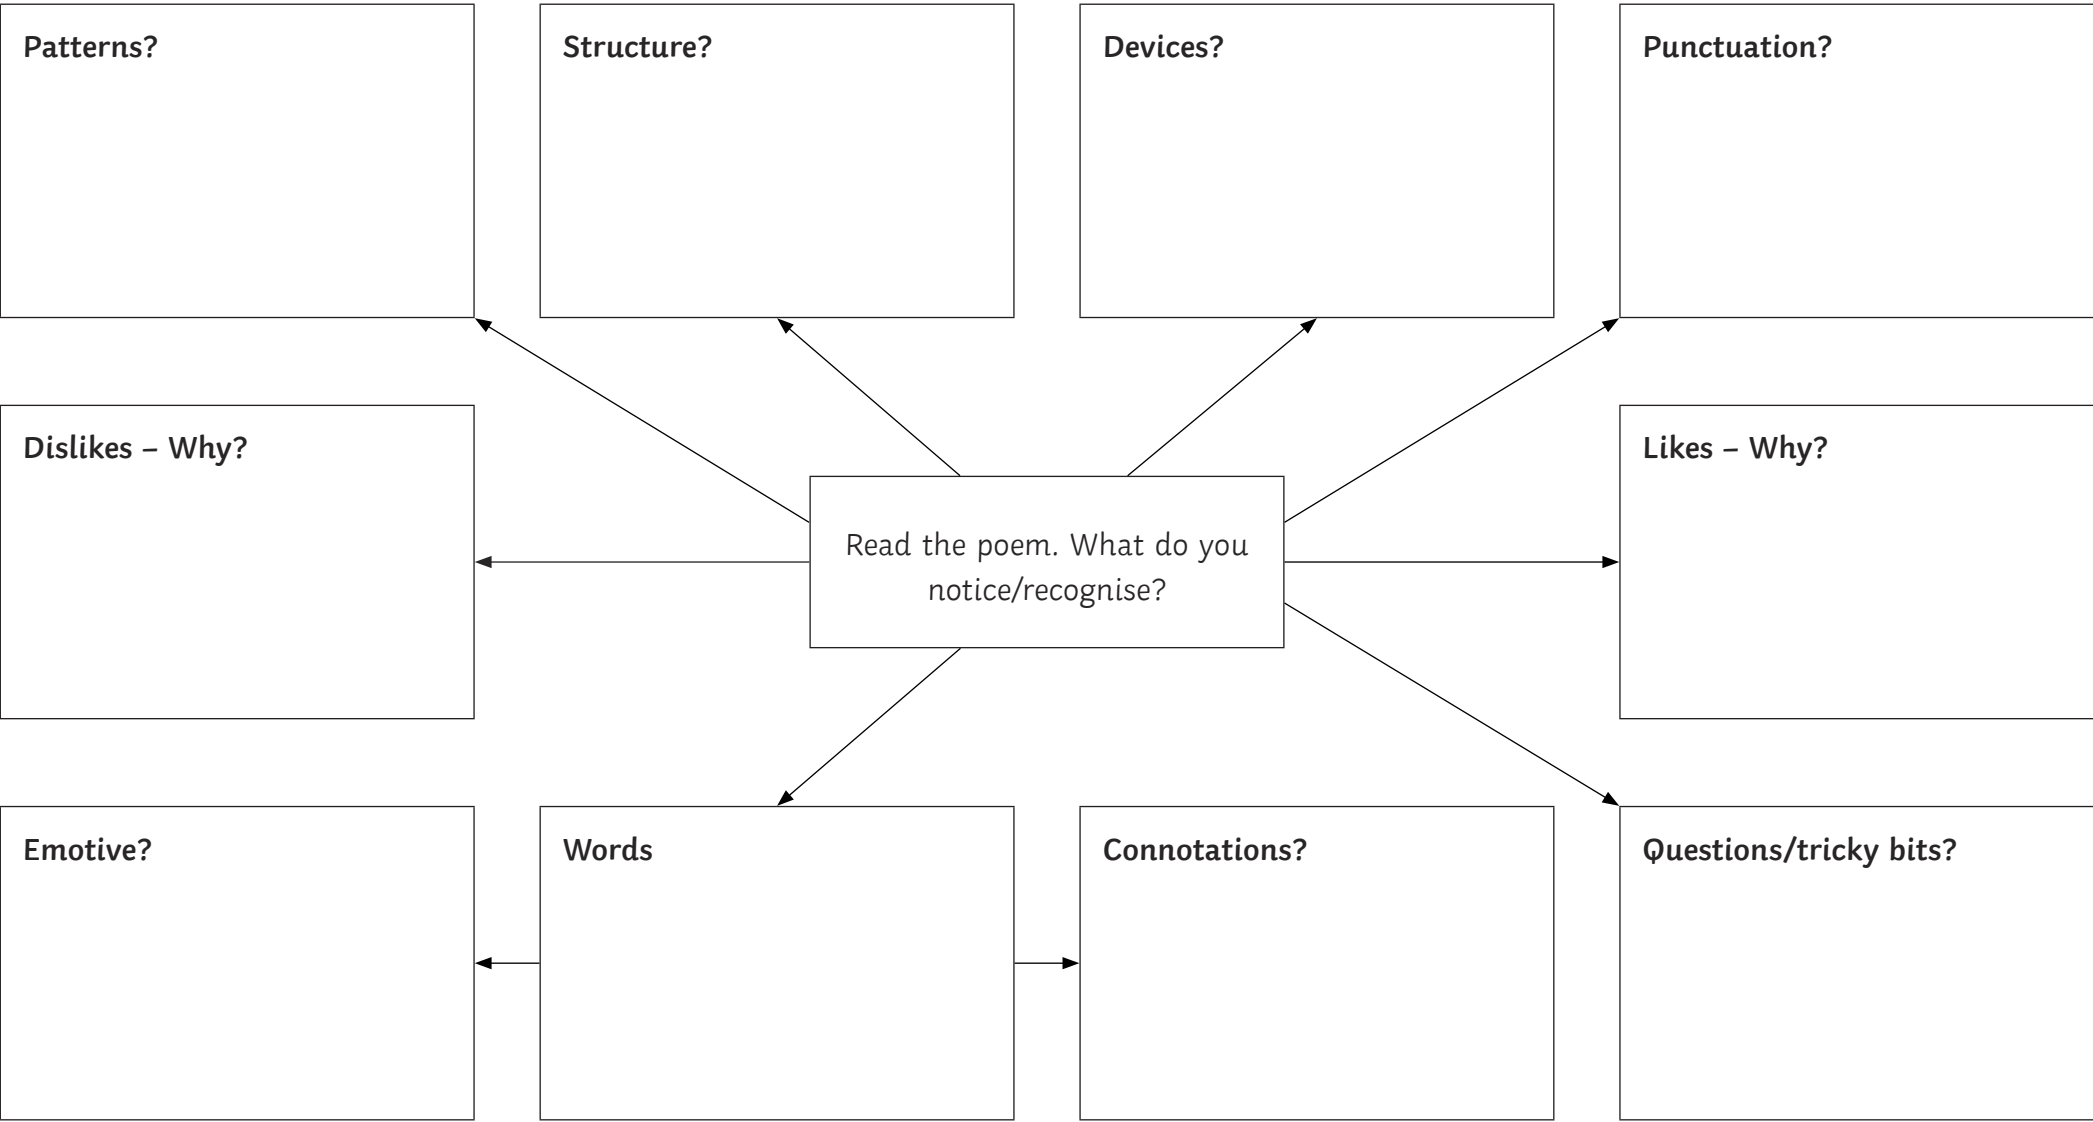 Patterns?
Structure?
Devices?
Punctuation?
Dislikes – Why?
Likes – Why?
Read the poem. What do you
notice/recognise?
Emotive?
Words
Connotations?
Questions/tricky bits?